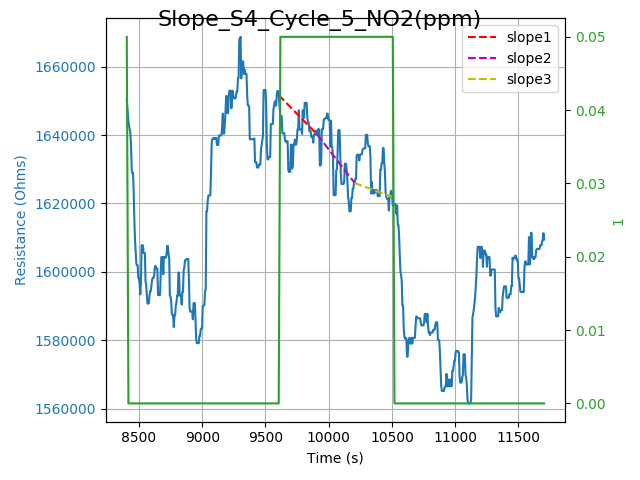 Slope_S4_Cycle_5_NO2(ppm)
slope1
slope2
slope3
Resistance (Ohms)
1660000
1640000
1620000
1600000
1580000
1560000
0.05
0.04
0.03
0.02
0.01
0.00
1
8500 9000 9500 10000 10500 11000 11500
Time (s)